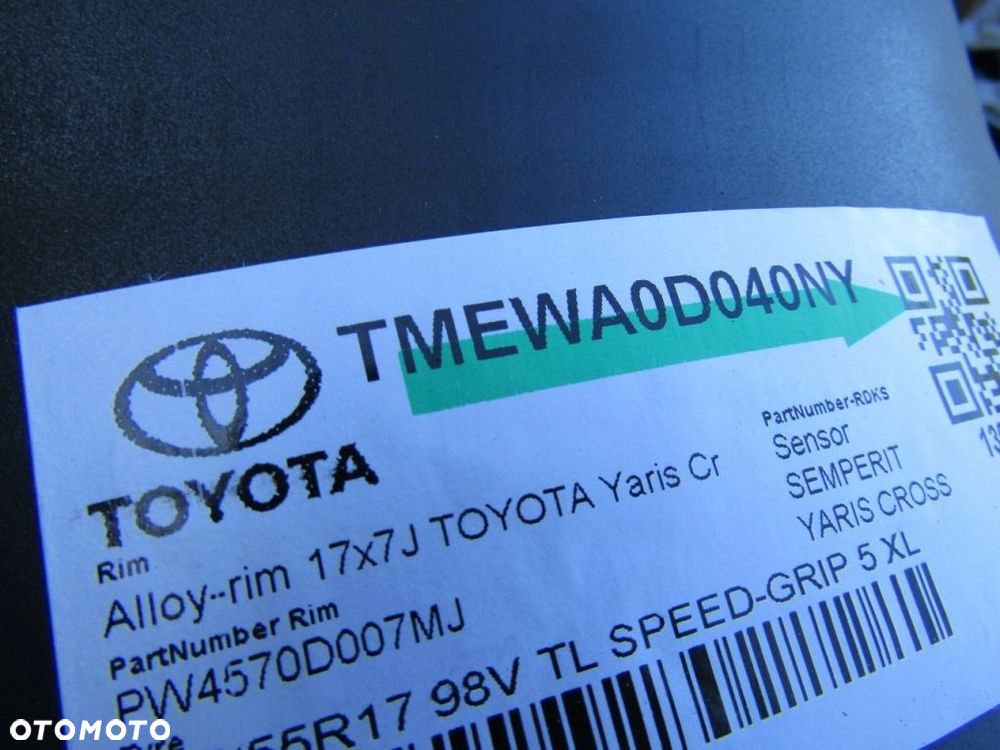 TMEWA0D040NY
TOYOTA
PartNumber-RDKS
Sensor
SEMPERIT
YARIS CROSS
Rim
Alloy--rim 17x7J TOYOTA Yaris Cr
PartNumber Rim
PW4570D007MJ
55R17 98V TL SPEED-GRIP 5 XL
OTOMOTO